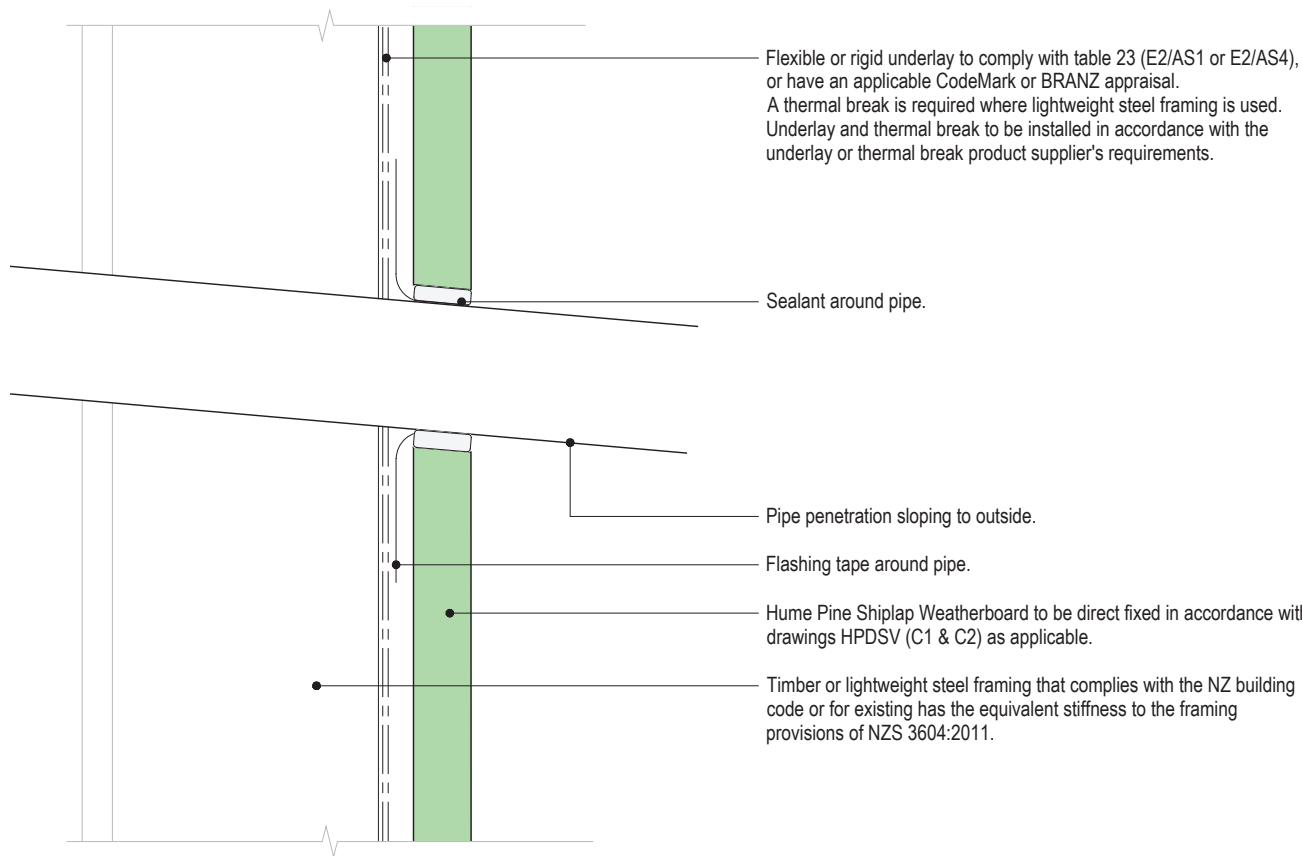 Flexible or rigid underlay to comply with table 23 (E2/AS1 or E2/AS4),
or have an applicable CodeMark or BRANZ appraisal.
A thermal break is required where lightweight steel framing is used.
Underlay and thermal break to be installed in accordance with the
underlay or thermal break product supplier's requirements.
Sealant around pipe.
Pipe penetration sloping to outside.
Flashing tape around pipe.
Hume Pine Shiplap Weatherboard to be direct fixed in accordance with
drawings HPDSV (C1 & C2) as applicable.
Timber or lightweight steel framing that complies with the NZ building
code or for existing has the equivalent stiffness to the framing
provisions of NZS 3604:2011.